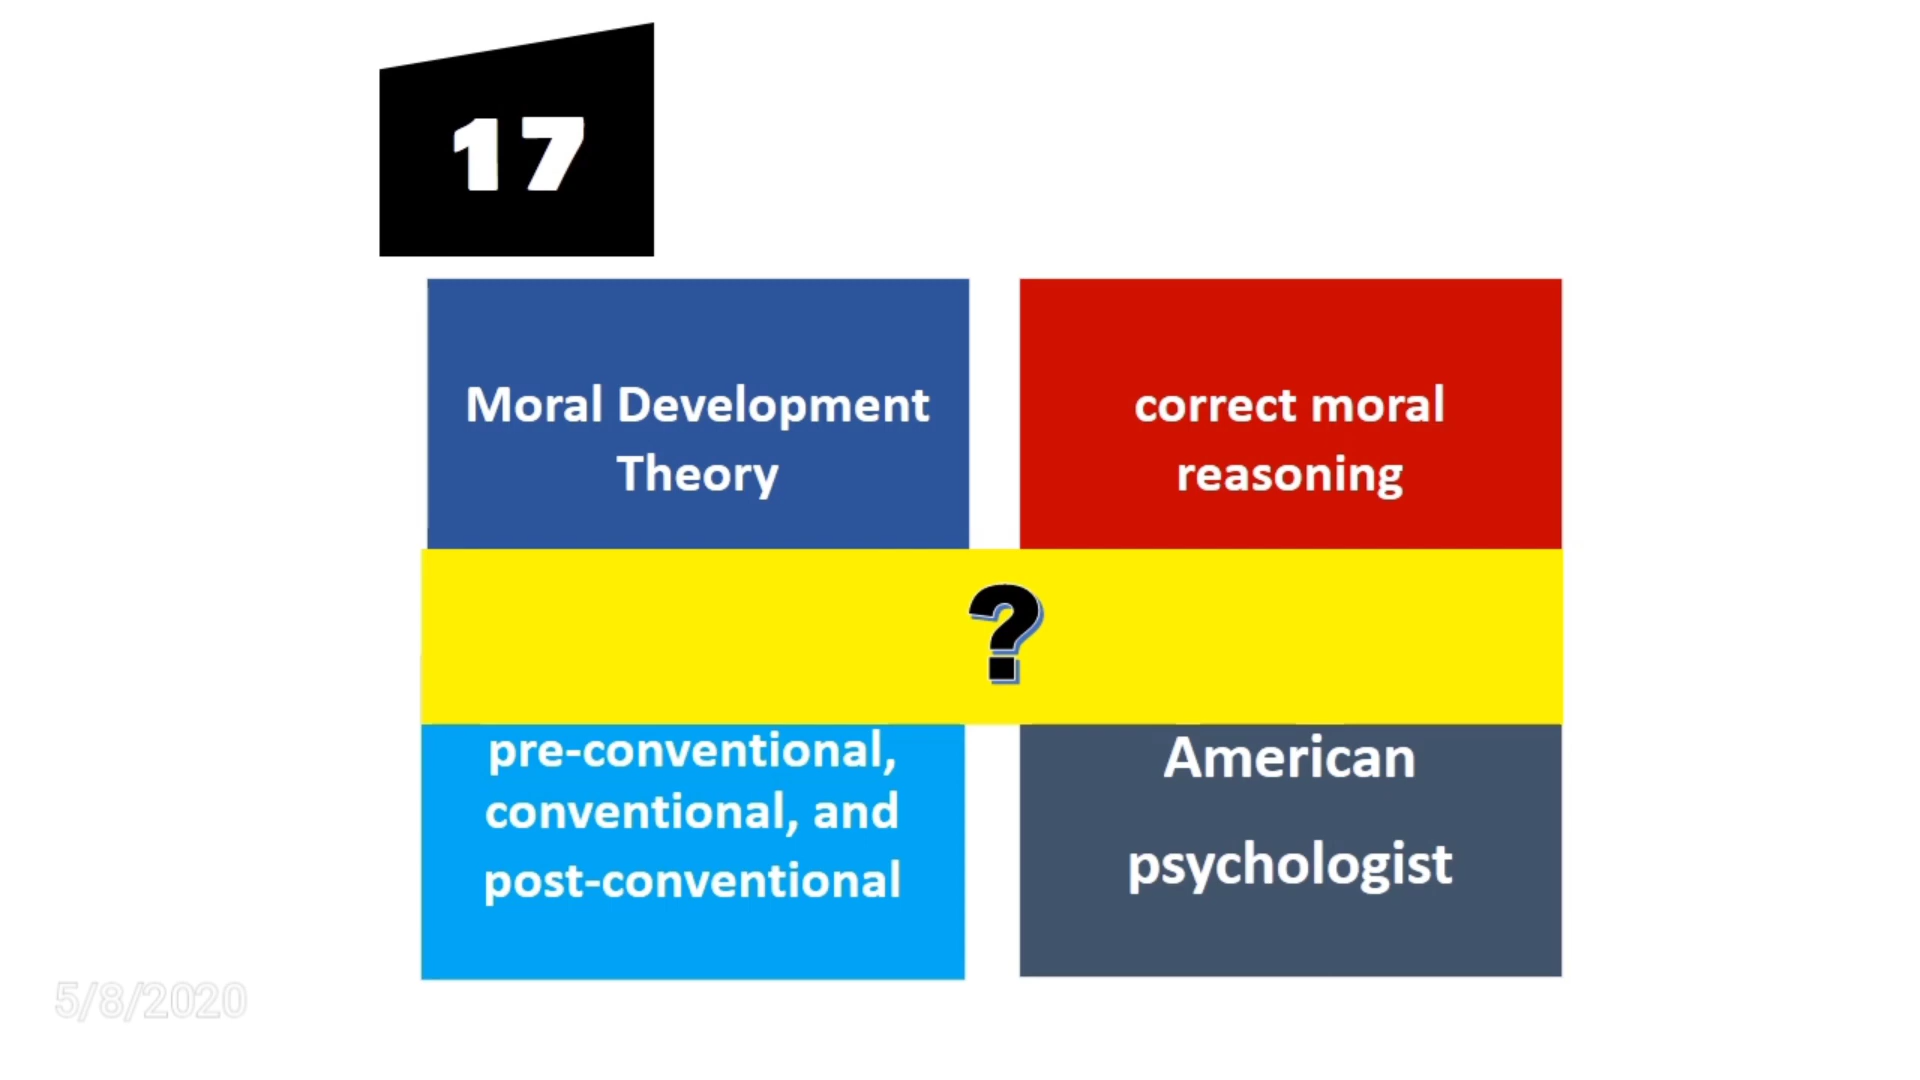 17
Moral Development
Theory
correct moral
reasoning
?
pre-conventional,
conventional, and
post-conventional
American
psychologist
5/8/2020